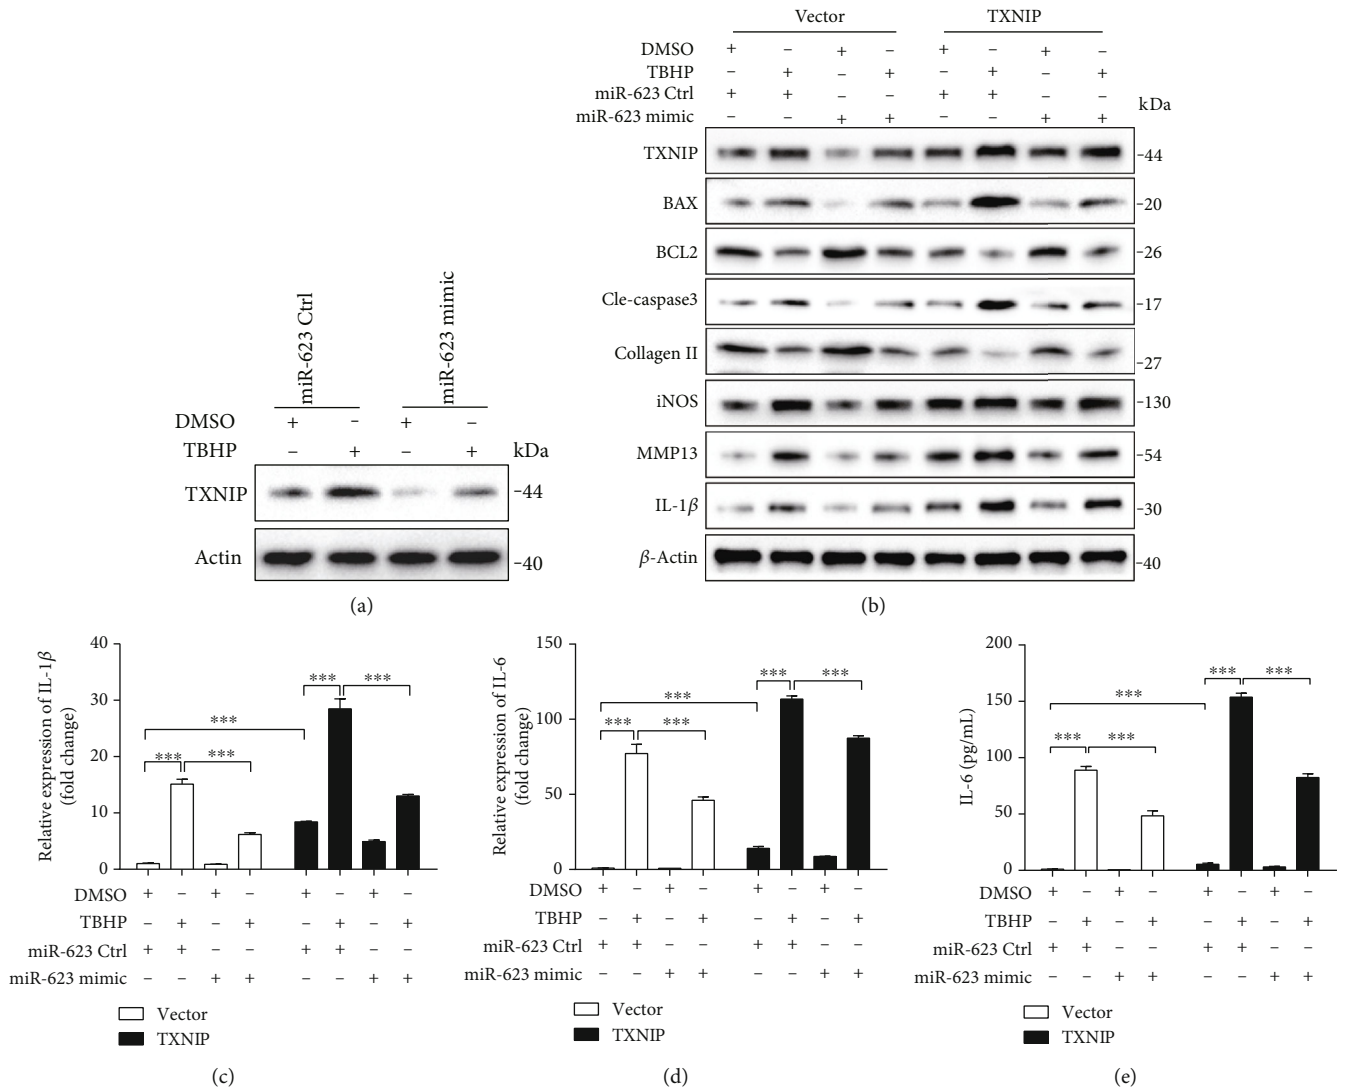 Vector TXNIP
DMSO + – + – + – + –
TBHP – + – + – + – +
miR-623 Ctrl + + – – + + – –
miR-623 mimic – – + + – – + +
kDa
TXNIP -44
BAX -20
BCL2 -26
Cle-caspase3 -17
Collagen II -27
iNOS -130
MMP13 -54
IL-1β -30
β-Actin -40
(b)
miR-623 Ctrl miR-623 mimic
DMSO + – + –
TBHP – + – + kDa
TXNIP -44
Actin -40
(a)
Relative expression of IL-1β
(fold change)
40
30
20
10
0
*** *** *** *** ***
DMSO + – + – + – + –
TBHP – + – + – + – +
miR-623 Ctrl + + – – + + – –
miR-623 mimic – – + + – – + +
Vector
TXNIP
(c)
Relative expression of IL-6
(fold change)
150
100
50
0
*** *** *** *** ***
DMSO + – + – + – + –
TBHP – + – + – + – +
miR-623 Ctrl + + – – + + – –
miR-623 mimic – – + + – – + +
Vector
TXNIP
(d)
IL-6 (pg/mL)
200
150
100
50
0
*** *** *** *** ***
DMSO + – + – + – + –
TBHP – + – + – + – +
miR-623 Ctrl + + – – + + – –
miR-623 mimic – – + + – – + +
Vector
TXNIP
(e)